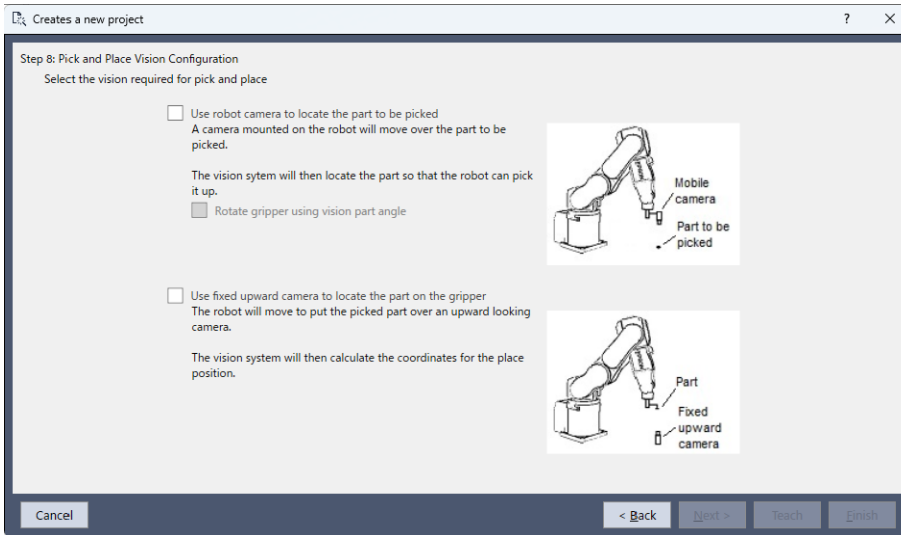 Creates a new project
?
Step 8: Pick and Place Vision Configuration
Select the vision required for pick and place
Use robot camera to locate the part to be picked
A camera mounted on the robot will move over the part to be
picked.
The vision sytem will then locate the part so that the robot can pick
it up.
Rotate gripper using vision part angle
Mobile
camera
Part to be
picked
Use fixed upward camera to locate the part on the gripper
The robot will move to put the picked part over an upward looking
camera.
The vision system will then calculate the coordinates for the place
position.
Part
Fixed
upward
camera
Cancel
< Back
Next >
Teach
Finish